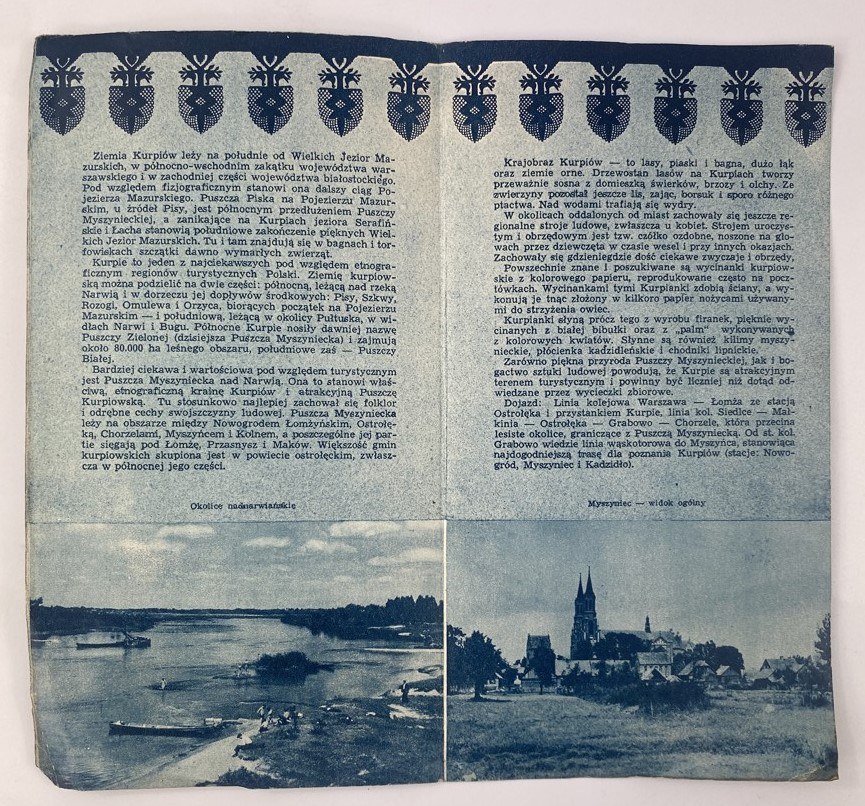 Ziemia Kurpiów leży na południe od Wielkich Jezior Ma-
zurskich, w północno-wschodnim zakątku województwa war-
szawskiego i w zachodniej części województwa białostockiego.
Pod względem fizjograficznym stanowi ona dalszy ciąg Po-
jezierza Mazurskiego. Puszcza Piska na Pojezierzu Mazur-
skim, u źródeł Pisy, jest północnym przedłużeniem Puszczy
Myszynieckiej, a zanikające na Kurpiach jeziora Serafiń-
skie i Łacha stanowią południowe zakończenie pięknych Wiel-
kich Jezior Mazurskich. Tu i tam znajdują się w bagnach i tor-
fowiskach szczątki dawno wymarłych zwierząt.
Kurpie to jeden z najciekawszych pod względem etnogra-
ficznym regionów turystycznych Polski. Ziemię kurpiow-
ską można podzielić na dwie części: północną, leżącą nad rzeką
Narwią i w dorzeczu jej dopływów środkowych: Pisy, Szkwy,
Rozogi, Omulewa i Orzyca, biorących początek na Pojezierzu
Mazurskim — i południową, leżącą w okolicy Pułtuska, w wi-
dłach Narwi i Bugu. Północne Kurpie nosiły dawniej nazwę
Puszczy Zielonej (dzisiejsza Puszcza Myszyniecka) i zajmują
około 80.000 ha leśnego obszaru, południowe zaś — Puszczy
Białej.
Bardziej ciekawa i wartościowa pod względem turystycznym
jest Puszcza Myszyniecka nad Narwią. Ona to stanowi właś-
ciwą, etnograficzną krainę Kurpiów i atrakcyjną Puszczę
Kurpiowską. Tu stosunkowo najlepiej zachował się folklor
i odrębne cechy swojszczyzny ludowej. Puszcza Myszyniecka
leży na obszarze między Nowogrodem Łomżyńskim, Ostrołę-
ką, Chorzelami, Myszyńcem i Kolnem, a poszczególne jej par-
tie sięgają pod Łomżę, Przasnysz i Maków. Większość gmin
kurpiowskich skupiona jest w powiecie ostrołęckim, zwłasz-
cza w północnej jego części.
Okolice nadnarwiańskie
Krajobraz Kurpiów — to lasy, piaski i bagna, dużo łąk
oraz ziemie orne. Drzewostan lasów na Kurpiach tworzy
przeważnie sosna z domieszką świerków, brzozy i olchy. Ze
zwierzyny pozostał jeszcze lis, zając, borsuk i sporo różnego
ptactwa. Nad wodami trafiają się wydry.
W okolicach oddalonych od miast zachowały się jeszcze re-
gionalne stroje ludowe, zwłaszcza u kobiet. Strojem uroczys-
tym i obrzędowym jest tzw. czółko ozdobne, noszone na gło-
wach przez dziewczęta w czasie wesel i przy innych okazjach.
Zachowały się gdzieniegdzie dość ciekawe zwyczaje i obrzędy.
Powszechnie znane i poszukiwane są wycinanki kurpiow-
skie z kolorowego papieru, reprodukowane często na pocz-
tówkach. Wycinankami tymi Kurpianki zdobią ściany, a wy-
konują je tnąc złożony w kilkoro papier nożycami używany-
mi do strzyżenia owiec.
Kurpianki słyną prócz tego z wyrobu firanek, pięknie wy-
cinanych z białej bibułki oraz z „palm” wykonywanych
z kolorowych kwiatów. Słynne są również kilimy myszy-
nieckie, płócienka kadzidleńskie i chodniki lipnickie.
Zarówno piękna przyroda Puszczy Myszynieckiej, jak i bo-
gactwo sztuki ludowej powodują, że Kurpie są atrakcyjnym
terenem turystycznym i powinny być liczniej niż dotąd od-
wiedzane przez wycieczki zbiorowe.
Dojazd: Linia kolejowa Warszawa — Łomża ze stacją
Ostrołęka i przystankiem Kurpie, linia kol. Siedlce — Mał-
kinia — Ostrołęka — Grabowo — Chorzele, która przecina
lesiste okolice, graniczące z Puszczą Myszyniecką. Od st. kol.
Grabowo wiedzie linia wąskotorowa do Myszyńca, stanowiąca
najdogodniejszą trasę dla poznania Kurpiów (stacje: Nowo-
gród, Myszyniec i Kadzidło).
Myszyniec — widok ogólny